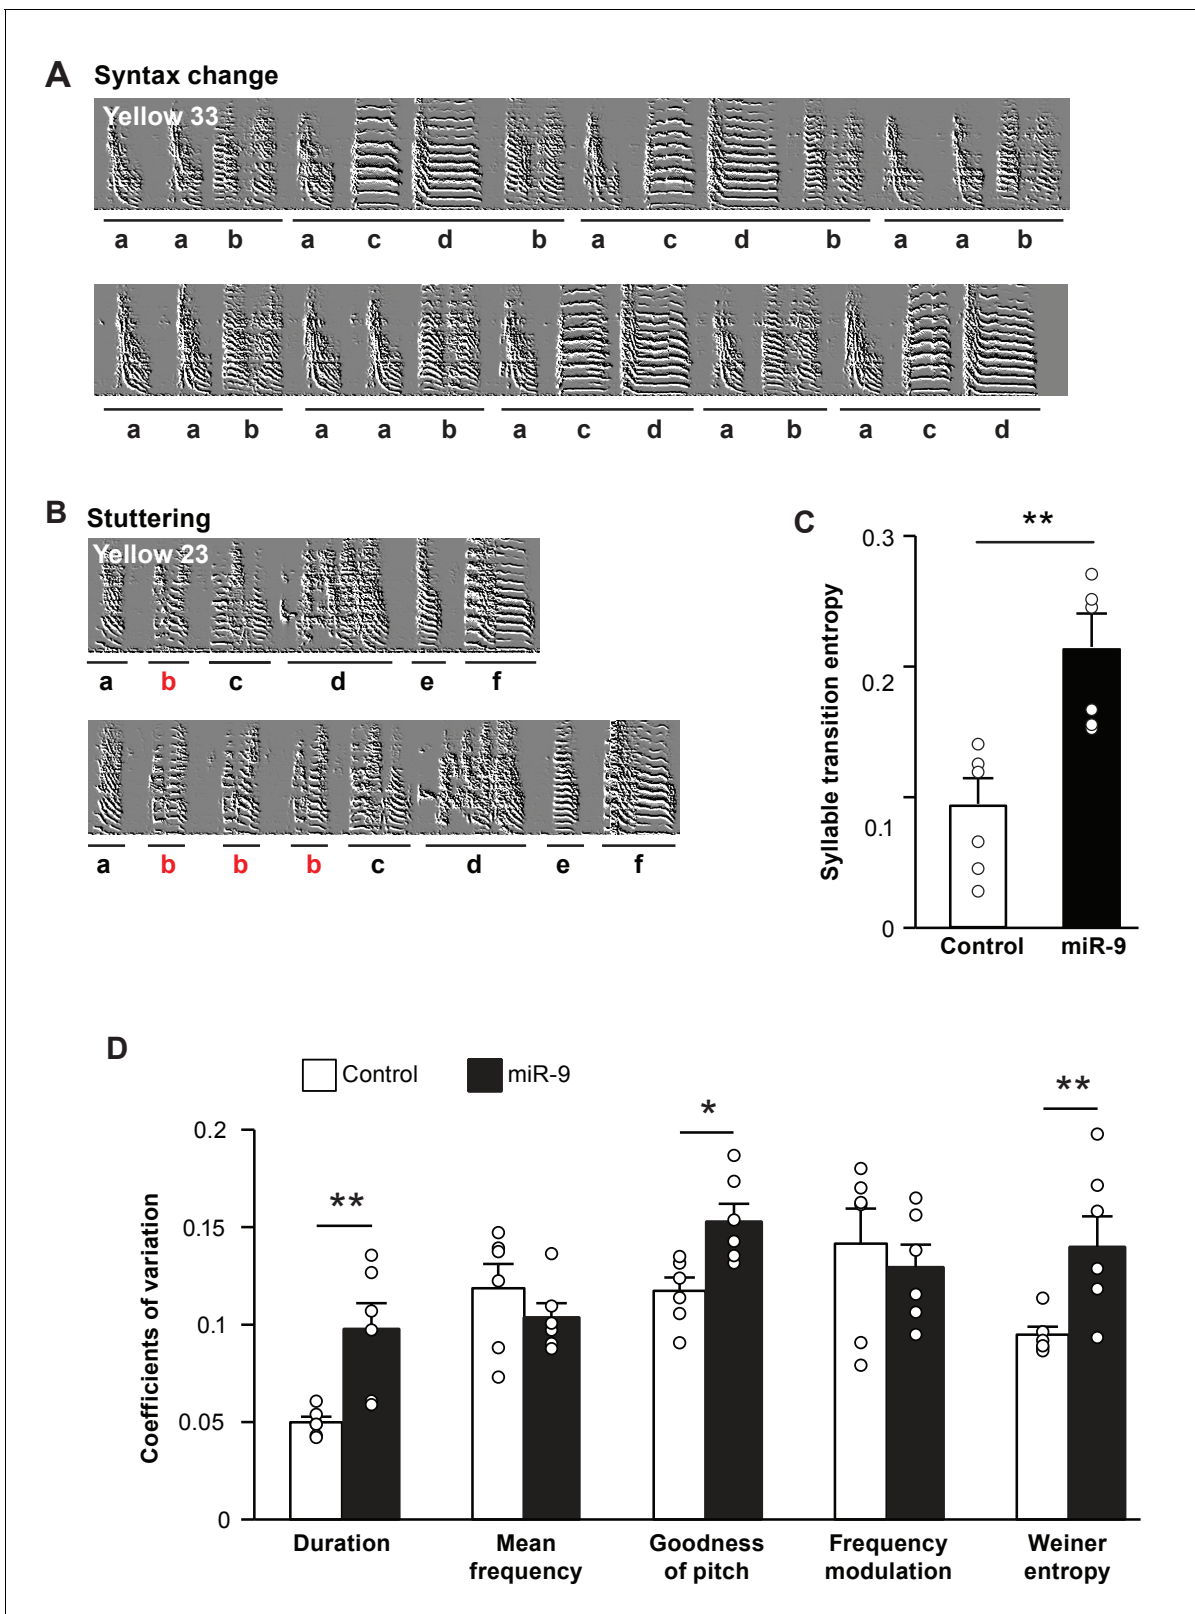 A Syntax change
Yellow 33
a a b a c d b a c d b a a b
a a b a a b a c d a b a c d
B Stuttering
Yellow 23
a b c d e f
a b b b c d e f
C
**
Syllable transition entropy
0.3
0.2
0.1
0
Control miR-9
D
Control miR-9
Coefficients of variation
0.2
0.15
0.1
0.05
0
** * **
Duration Mean Goodness Frequency Weiner
frequency of pitch modulation entropy